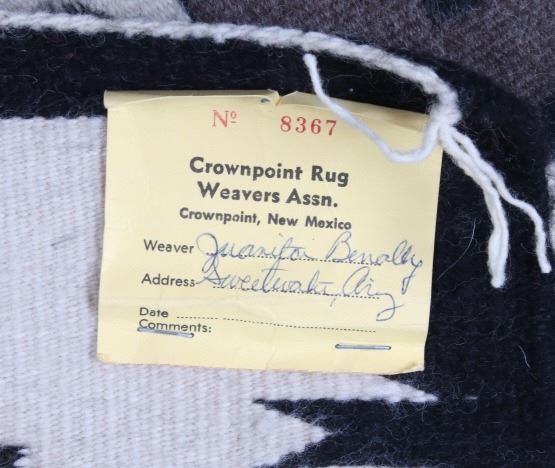 Nº 8367
Crownpoint Rug
Weavers Assn.
Crownpoint, New Mexico
Weaver Juanita Benally
Address Sweetwater, Ariz
Date
Comments: